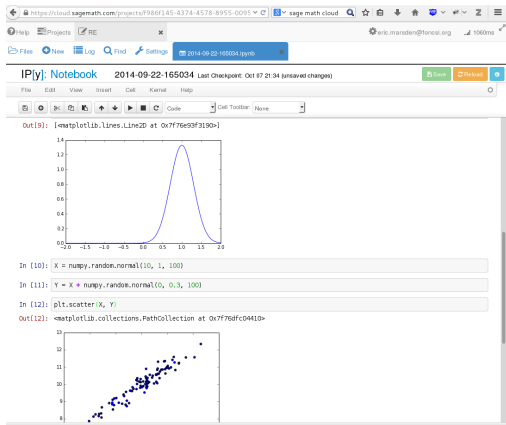 https://cloud.sagemath.com/projects/f986f145-4374-4578-8955-0095
sage math cloud
Help Projects RE
eric.marsden@foncsi.org 1060ms
Files New Log Find Settings 2014-09-22-165034.ipynb
IP[y]: Notebook 2014-09-22-165034 Last Checkpoint: Oct 07 21:34 (unsaved changes)
Save Reload
File Edit View Insert Cell Kernel Help
Code Cell Toolbar: None
Out[9]: [<matplotlib.lines.Line2D at 0x7f76e93f3190>]
1.4
1.2
1.0
0.8
0.6
0.4
0.2
0.0
−2.0 −1.5 −1.0 −0.5 0.0 0.5 1.0 1.5 2.0
In [10]: X = numpy.random.normal(10, 1, 100)
In [11]: Y = X + numpy.random.normal(0, 0.3, 100)
In [12]: plt.scatter(X, Y)
Out[12]: <matplotlib.collections.PathCollection at 0x7f76dfc04410>
13
12
11
10
9
8